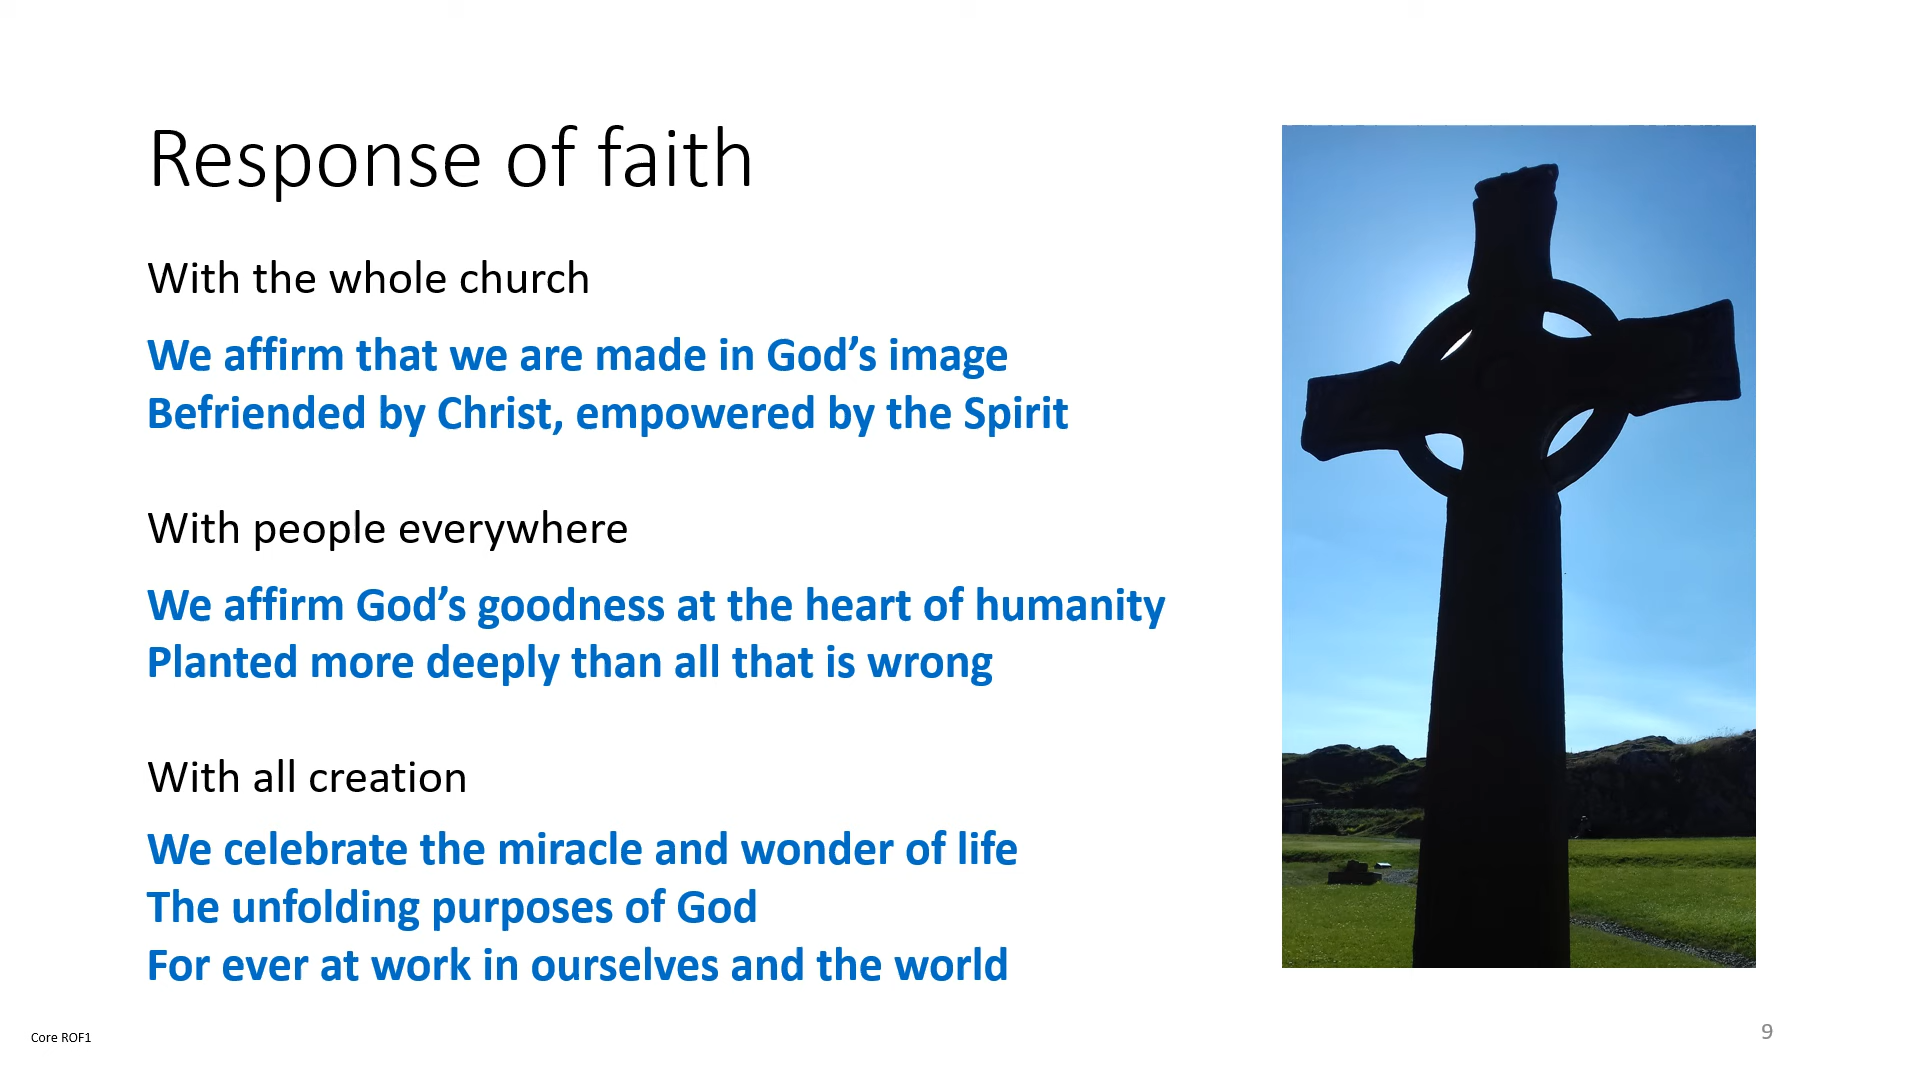 Response of faith
With the whole church
We affirm that we are made in God’s image
Befriended by Christ, empowered by the Spirit
With people everywhere
We affirm God’s goodness at the heart of humanity
Planted more deeply than all that is wrong
With all creation
We celebrate the miracle and wonder of life
The unfolding purposes of God
For ever at work in ourselves and the world
Core ROF1
9